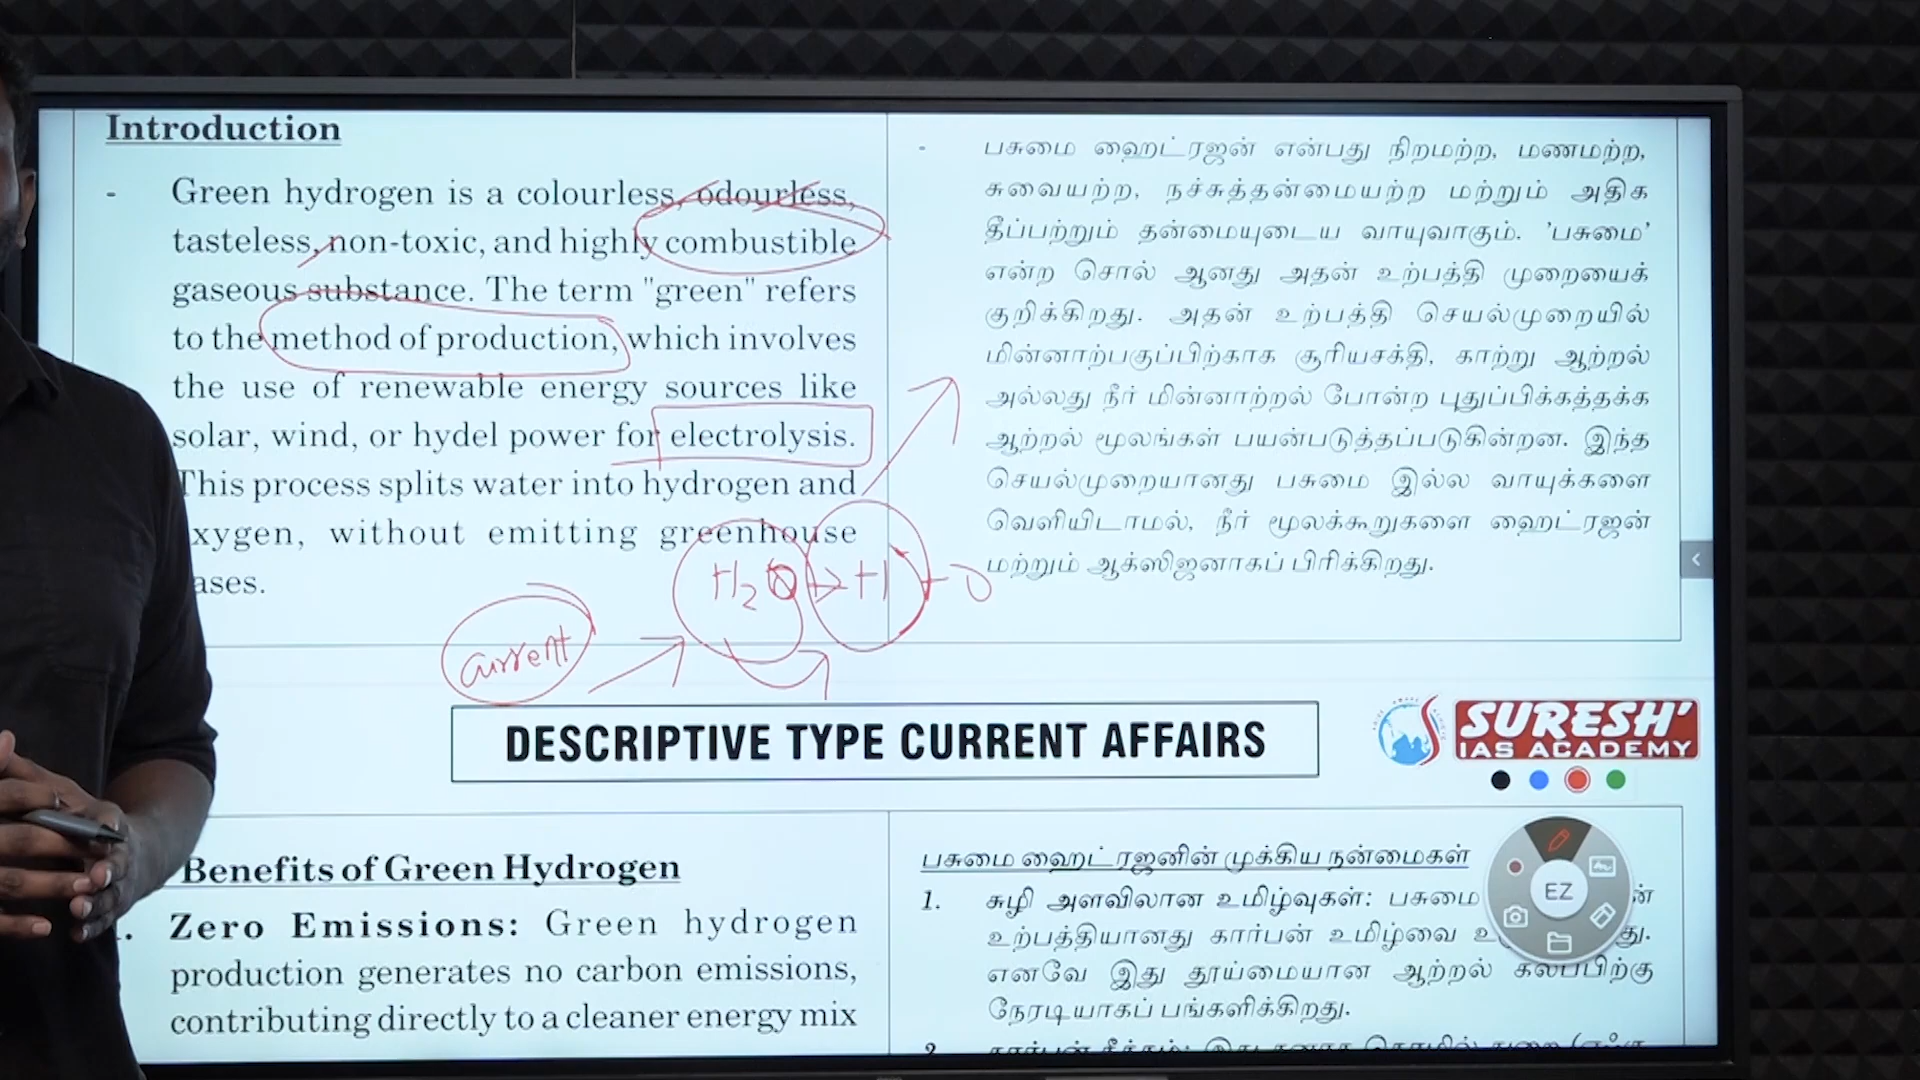 Introduction
- Green hydrogen is a colourless, odourless,
tasteless, non-toxic, and highly combustible
gaseous substance. The term "green" refers
to the method of production, which involves
the use of renewable energy sources like
solar, wind, or hydel power for electrolysis.
This process splits water into hydrogen and
xygen, without emitting greenhouse
ases.
- பசுமை ஹைட்ரஜன் என்பது நிறமற்ற, மணமற்ற,
சுவையற்ற, நச்சுத்தன்மையற்ற மற்றும் அதிக
தீப்பற்றும் தன்மையுடைய வாயுவாகும். 'பசுமை'
என்ற சொல் ஆனது அதன் உற்பத்தி முறையைக்
குறிக்கிறது. அதன் உற்பத்தி செயல்முறையில்
மின்னாற்பகுப்பிற்காக சூரியசக்தி, காற்று ஆற்றல்
அல்லது நீர் மின்னாற்றல் போன்ற புதுப்பிக்கத்தக்க
ஆற்றல் மூலங்கள் பயன்படுத்தப்படுகின்றன. இந்த
செயல்முறையானது பசுமை இல்ல வாயுக்களை
வெளியிடாமல், நீர் மூலக்கூறுகளை ஹைட்ரஜன்
மற்றும் ஆக்ஸிஜனாகப் பிரிக்கிறது.
H₂O → H - O
current
DESCRIPTIVE TYPE CURRENT AFFAIRS
SURESH'
IAS ACADEMY
Benefits of Green Hydrogen
Zero Emissions: Green hydrogen
production generates no carbon emissions,
contributing directly to a cleaner energy mix
பசுமை ஹைட்ரஜனின் முக்கிய நன்மைகள்
1. சுழி அளவிலான உமிழ்வுகள்: பசுமை
உற்பத்தியானது கார்பன் உமிழ்வை
எனவே இது தூய்மையான ஆற்றல் கலப்பிற்கு
நேரடியாகப் பங்களிக்கிறது.
EZ